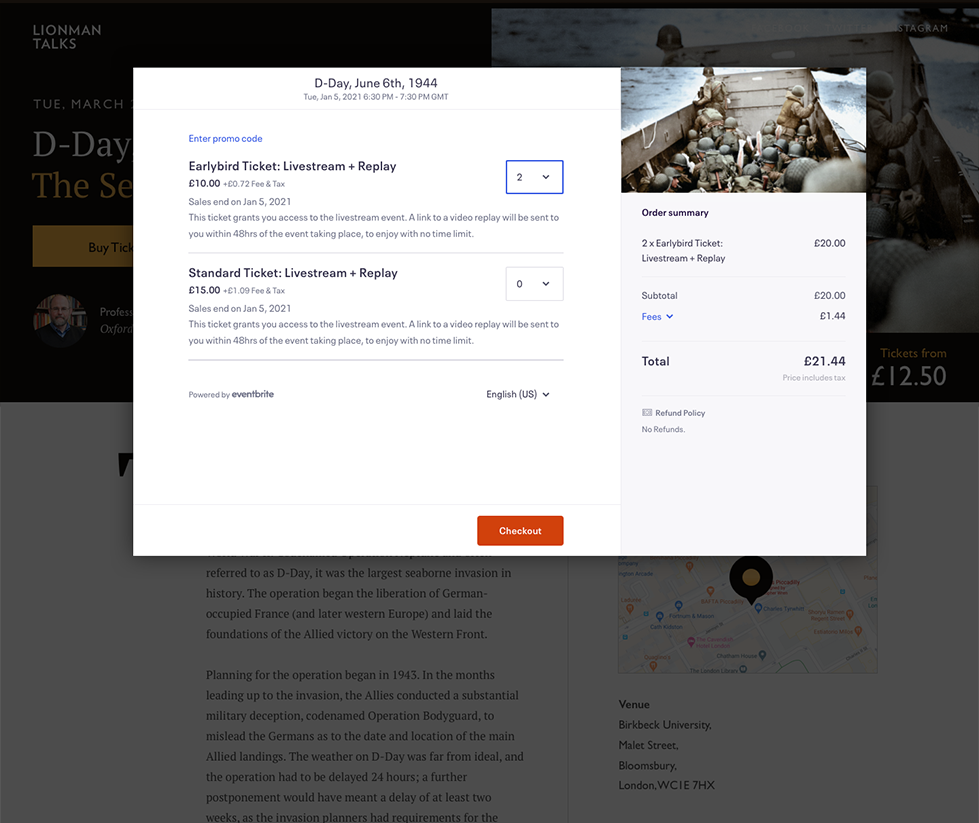 LIONMAN
TALKS
STAGRAM
TUE, MARCH
D-Day
The Se
Buy Tick
Profess
Oxford
Tickets from
£12.50
D-Day, June 6th, 1944
Tue, Jan 5, 2021 6:30 PM - 7:30 PM GMT
Enter promo code
Earlybird Ticket: Livestream + Replay
2
£10.00 +£0.72 Fee & Tax
Sales end on Jan 5, 2021
This ticket grants you access to the livestream event. A link to a video replay will be sent to
you within 48hrs of the event taking place, to enjoy with no time limit.
Standard Ticket: Livestream + Replay
0
£15.00 +£1.09 Fee & Tax
Sales end on Jan 5, 2021
This ticket grants you access to the livestream event. A link to a video replay will be sent to
you within 48hrs of the event taking place, to enjoy with no time limit.
Powered by eventbrite
English (US)
Checkout
Order summary
2 x Earlybird Ticket: £20.00
Livestream + Replay
Subtotal £20.00
Fees £1.44
Total £21.44
Price includes tax
Refund Policy
No Refunds.
referred to as D-Day, it was the largest seaborne invasion in
history. The operation began the liberation of German-
occupied France (and later western Europe) and laid the
foundations of the Allied victory on the Western Front.
Planning for the operation began in 1943. In the months
leading up to the invasion, the Allies conducted a substantial
military deception, codenamed Operation Bodyguard, to
mislead the Germans as to the date and location of the main
Allied landings. The weather on D-Day was far from ideal, and
the operation had to be delayed 24 hours; a further
postponement would have meant a delay of at least two
weeks, as the invasion planners had requirements for the
Piccadilly
BAFTA Piccadilly
Charles Tyrwhitt
The Cavendish
Chatham House
The London Library
Venue
Birkbeck University,
Malet Street,
Bloomsbury,
London, WC1E 7HX